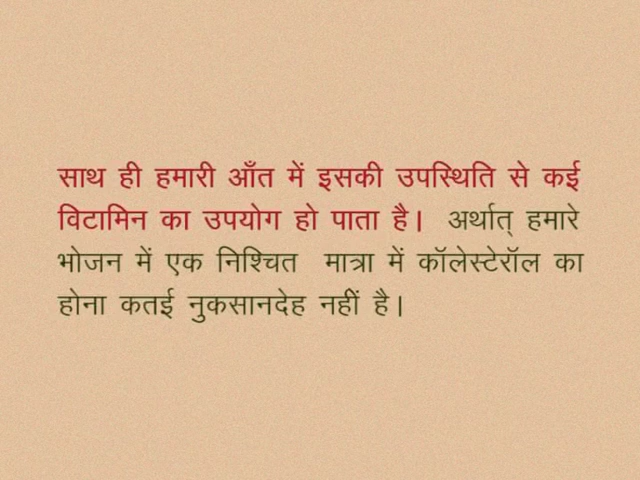 साथ ही हमारी आँत में इसकी उपस्थिति से कई
विटामिन का उपयोग हो पाता है। अर्थात् हमारे
भोजन में एक निश्चित मात्रा में कॉलेस्टेरॉल का
होना कतई नुकसानदेह नहीं है।